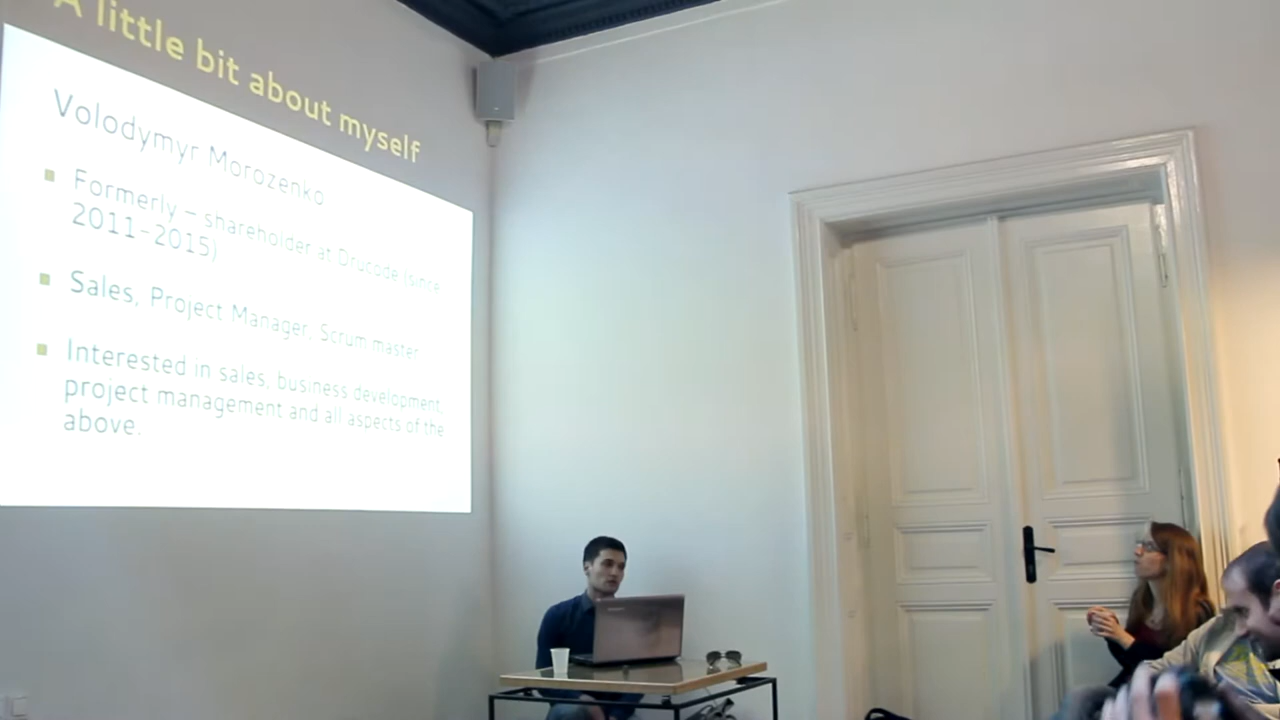 A little bit about myself
Volodymyr Morozenko
Formerly – shareholder at Drucode (since
2011-2015)
Sales, Project Manager, Scrum master
Interested in sales, business development,
project management and all aspects of the
above.